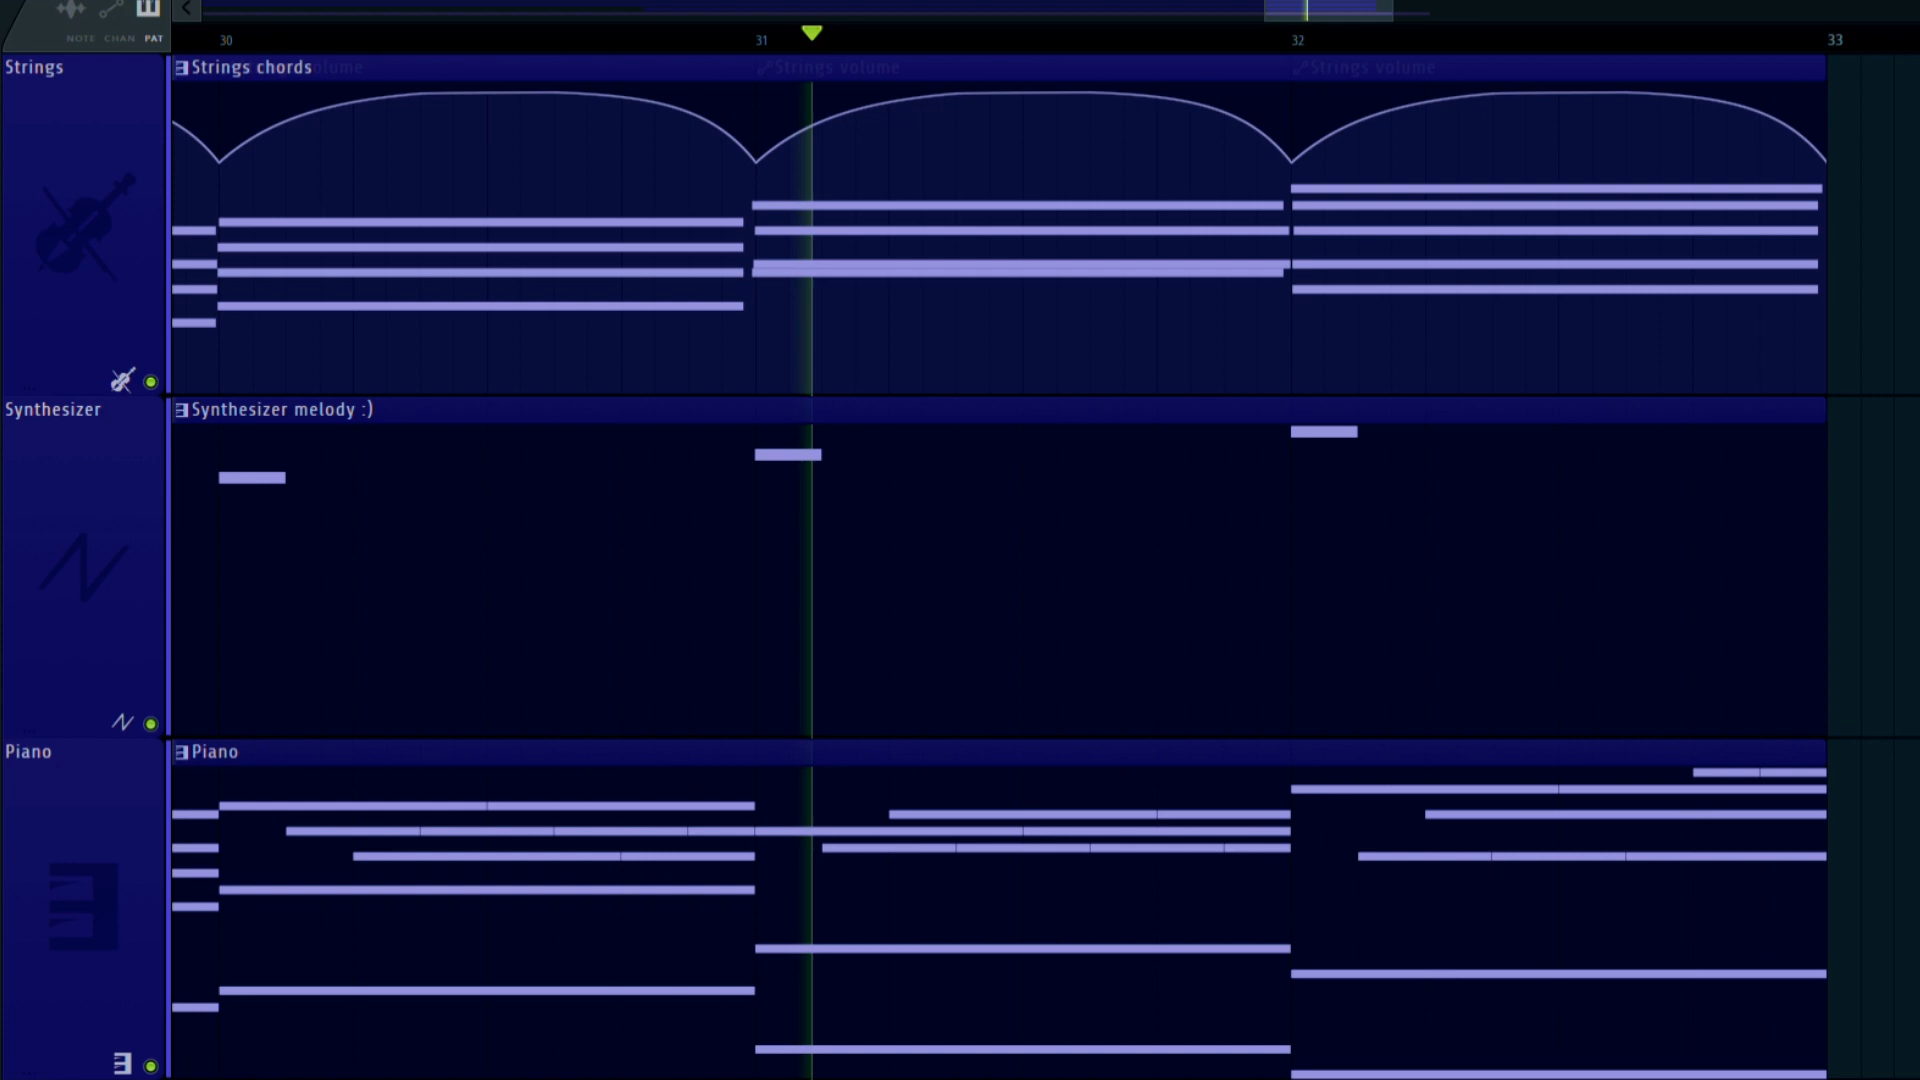 NOTE CHAN PAT
30 31 32 33
Strings
Strings chords
Strings volume
Strings volume
Synthesizer
Synthesizer melody :)
Piano
Piano